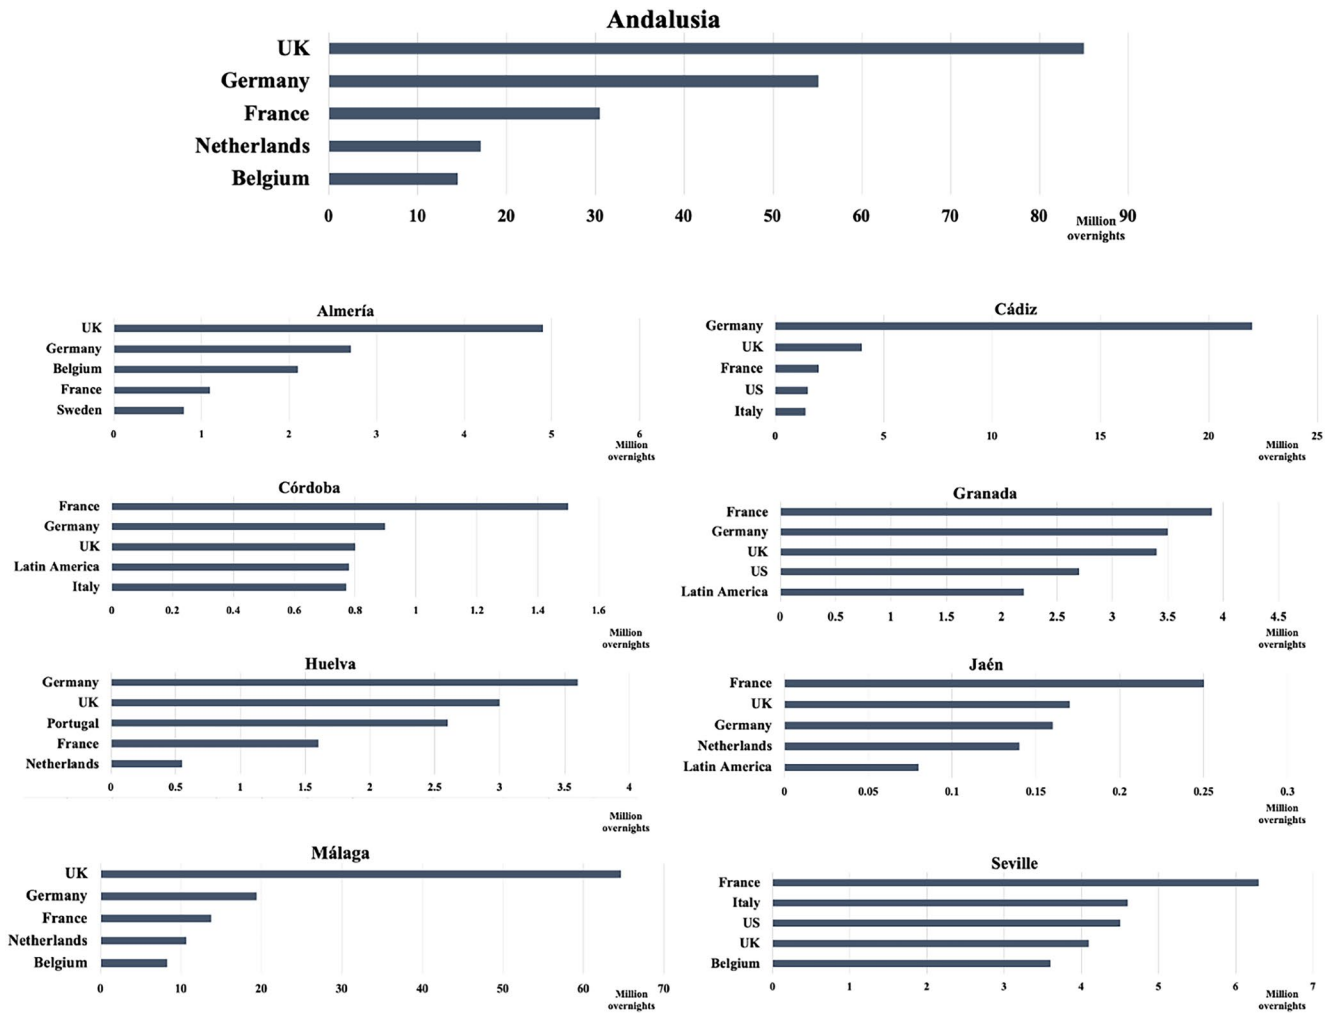 Andalusia
UK
Germany
France
Netherlands
Belgium
0 10 20 30 40 50 60 70 80 90
Million
overnights
Almería
UK
Germany
Belgium
France
Sweden
0 1 2 3 4 5 6
Million
overnights
Cádiz
Germany
UK
France
US
Italy
0 5 10 15 20 25
Million
overnights
Córdoba
France
Germany
UK
Latin America
Italy
0 0.2 0.4 0.6 0.8 1 1.2 1.4 1.6
Million
overnights
Granada
France
Germany
UK
US
Latin America
0 0.5 1 1.5 2 2.5 3 3.5 4 4.5
Million
overnights
Huelva
Germany
UK
Portugal
France
Netherlands
0 0.5 1 1.5 2 2.5 3 3.5 4
Million
overnights
Jaén
France
UK
Germany
Netherlands
Latin America
0 0.05 0.1 0.15 0.2 0.25 0.3
Million
overnights
Málaga
UK
Germany
France
Netherlands
Belgium
0 10 20 30 40 50 60 70
Million
overnights
Seville
France
Italy
US
UK
Belgium
0 1 2 3 4 5 6 7
Million
overnights